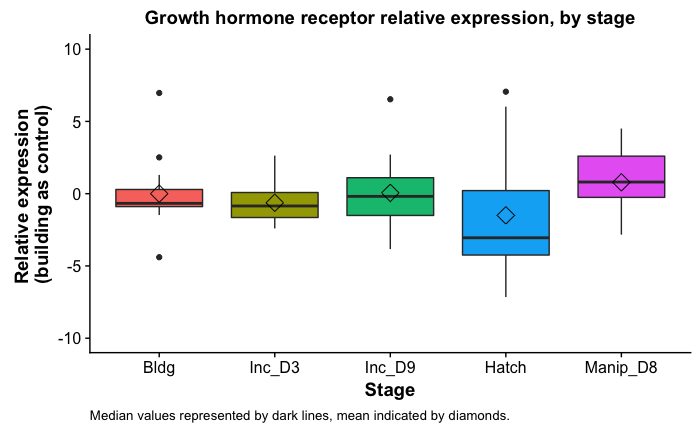 Growth hormone receptor relative expression, by stage
Relative expression
(building as control)
10
5
0
-5
-10
Bldg Inc_D3 Inc_D9 Hatch Manip_D8
Stage
Median values represented by dark lines, mean indicated by diamonds.